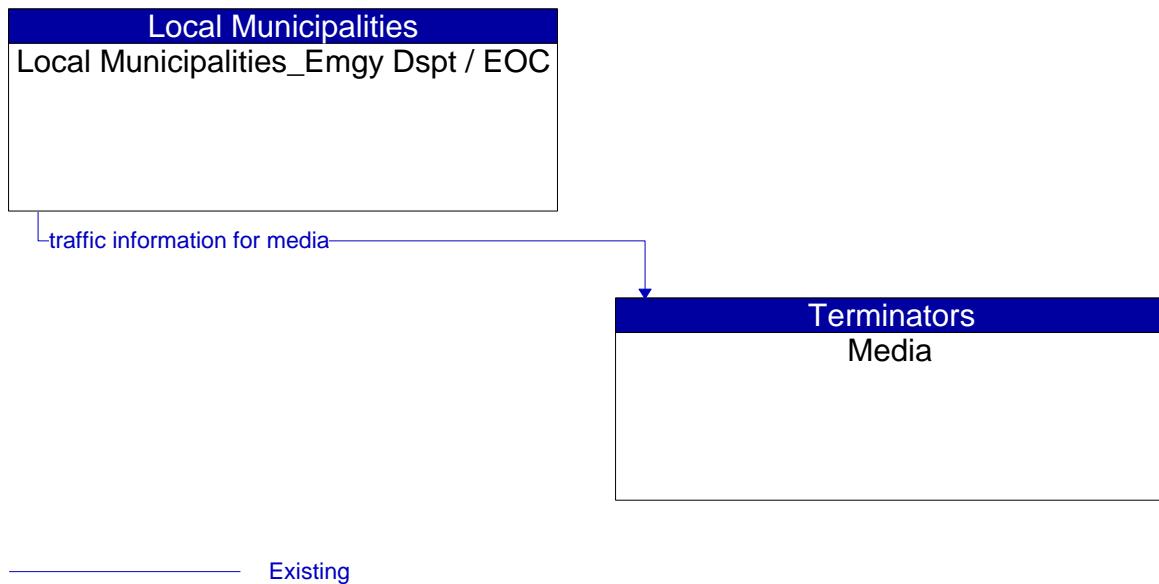 Local Municipalities
Local Municipalities_Emgy Dspt / EOC
traffic information for media
Terminators
Media
Existing